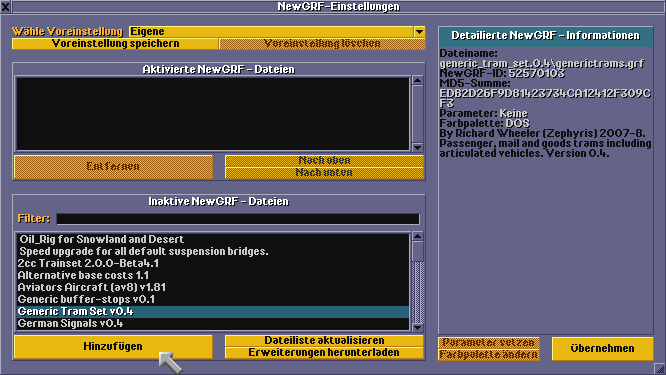 NewGRF-Einstellungen
Wähle Voreinstellung Eigene
Voreinstellung speichern Voreinstellung löschen
Aktivierte NewGRF - Dateien
Entfernen
Nach oben
Nach unten
Inaktive NewGRF - Dateien
Filter:
Oil_Rig for Snowland and Desert
Speed upgrade for all default suspension bridges.
2cc Trainset 2.0.0-Beta4.1
Alternative base costs 1.1
Aviators Aircraft (av8) v1.81
Generic buffer-stops v0.1
Generic Tram Set v0.4
German Signals v0.4
Hinzufügen
Dateiliste aktualisieren
Erweiterungen herunterladen
Detailierte NewGRF - Informationen
Dateiname:
generic_tram_set.0.4\generictrams.grf
NewGRF-ID: 52570103
MD5-Summe:
EDB2D26F9D81423734CA12412F309C
F3
Parameter: Keine
Farbpalette: DOS
By Richard Wheeler (Zephyris) 2007-8.
Passenger, mail and goods trams including
articulated vehicles. Version 0.4.
Parameter setzen
Farbpalette ändern
Übernehmen